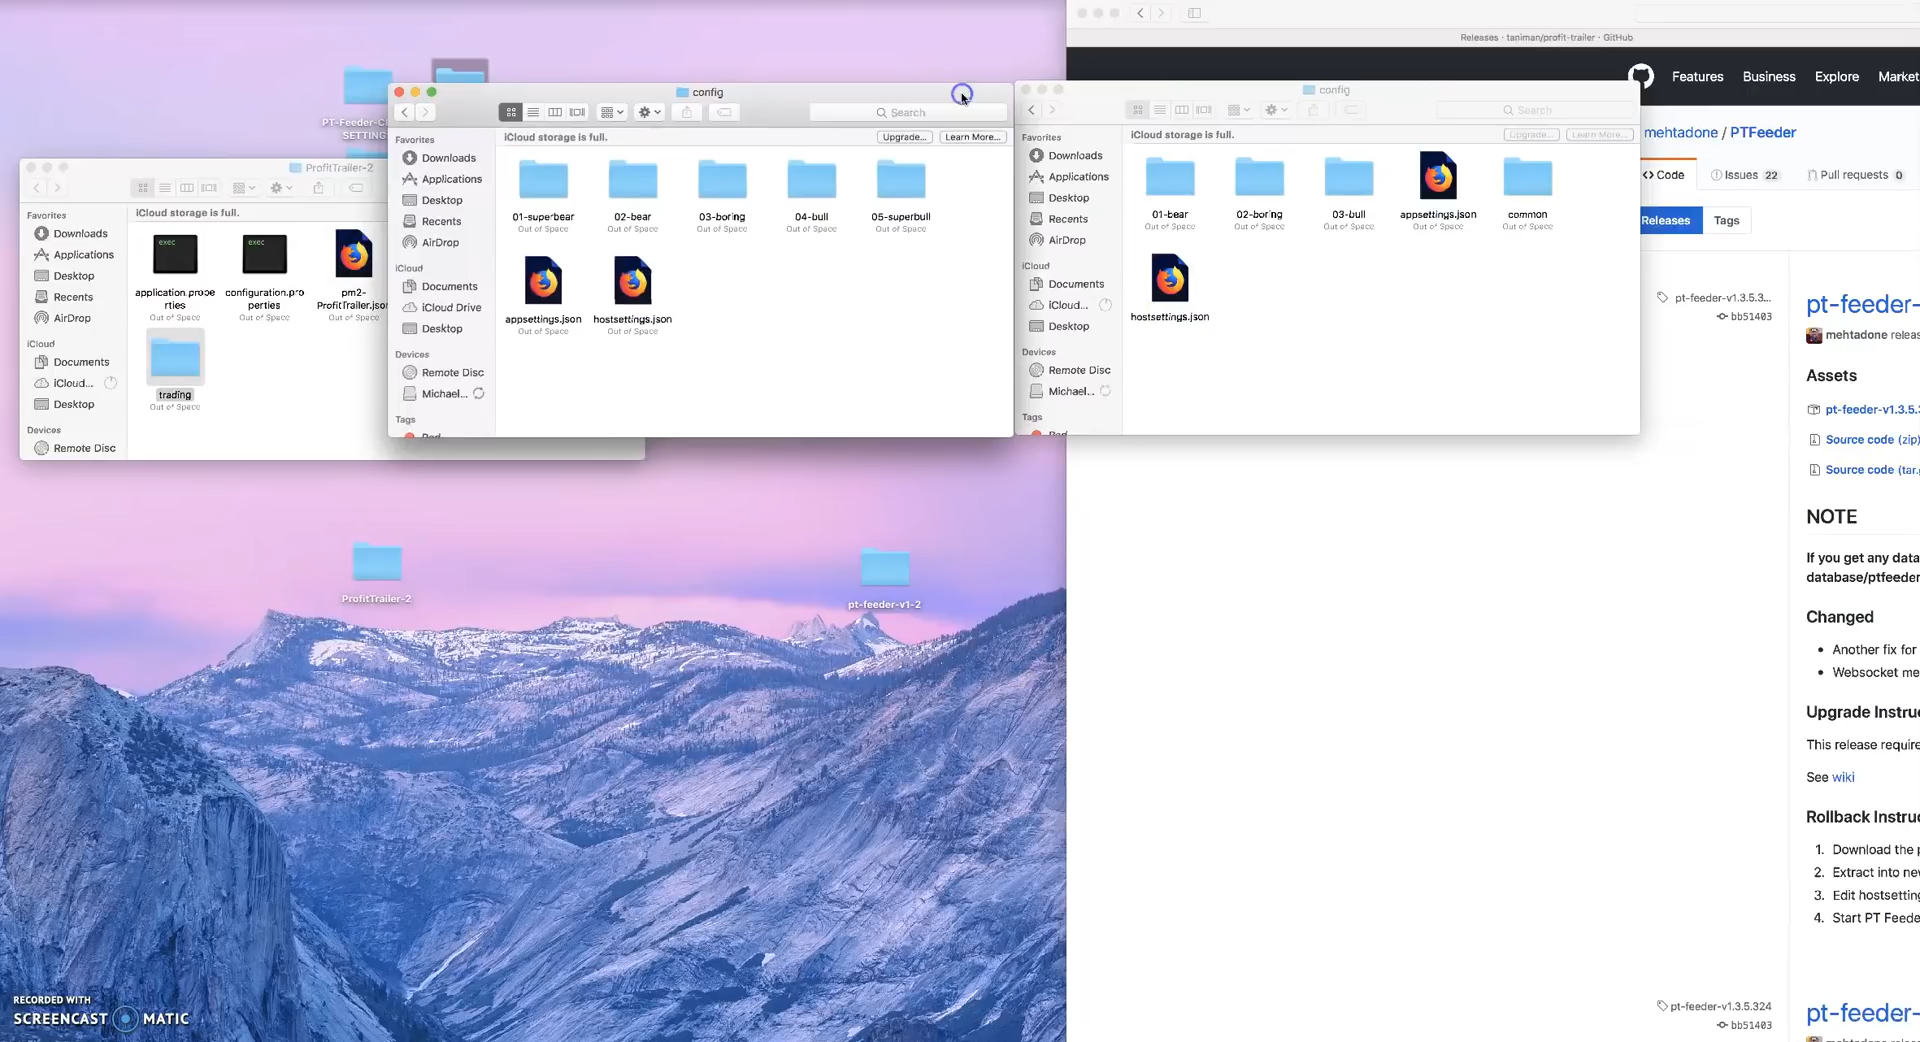 PT-Feeder-
SETTING
ProfitTrailer-2
iCloud storage is full.
Favorites
Downloads
Applications
Desktop
Recents
AirDrop
iCloud
Documents
iCloud...
Desktop
Devices
Remote Disc
exec
application.prope
rties
Out of Space
exec
configuration.pro
perties
Out of Space
pm2-
ProfitTrailer.json
Out of Space
trading
Out of Space
config
Search
iCloud storage is full.
Upgrade...
Learn More...
Favorites
Downloads
Applications
Desktop
Recents
AirDrop
iCloud
Documents
iCloud Drive
Desktop
Devices
Remote Disc
Michael...
Tags
Red
01-superbear
Out of Space
02-bear
Out of Space
03-boring
Out of Space
04-bull
Out of Space
05-superbull
Out of Space
appsettings.json
Out of Space
hostsettings.json
Out of Space
config
Search
iCloud storage is full.
Upgrade...
Learn More...
Favorites
Downloads
Applications
Desktop
Recents
AirDrop
iCloud
Documents
iCloud...
Desktop
Devices
Remote Disc
Michael...
Tags
Red
01-bear
Out of Space
02-boring
Out of Space
03-bull
Out of Space
appsettings.json
Out of Space
common
Out of Space
hostsettings.json
ProfitTrailer-2
pt-feeder-v1-2
Releases · taniman/profit-trailer · GitHub
Features
Business
Explore
Market
mehtadone / PTFeeder
<> Code
Issues 22
Pull requests 0
Releases
Tags
pt-feeder-v1.3.5.3...
bb51403
pt-feeder-
mehtadone releas
Assets
pt-feeder-v1.3.5.3
Source code (zip)
Source code (tar.g
NOTE
If you get any data
database/ptfeeder
Changed
Another fix for
Websocket me
Upgrade Instru
This release require
See wiki
Rollback Instru
1. Download the p
2. Extract into ne
3. Edit hostsetting
4. Start PT Feede
pt-feeder-v1.3.5.324
bb51403
pt-feeder-
RECORDED WITH
SCREENCAST MATIC